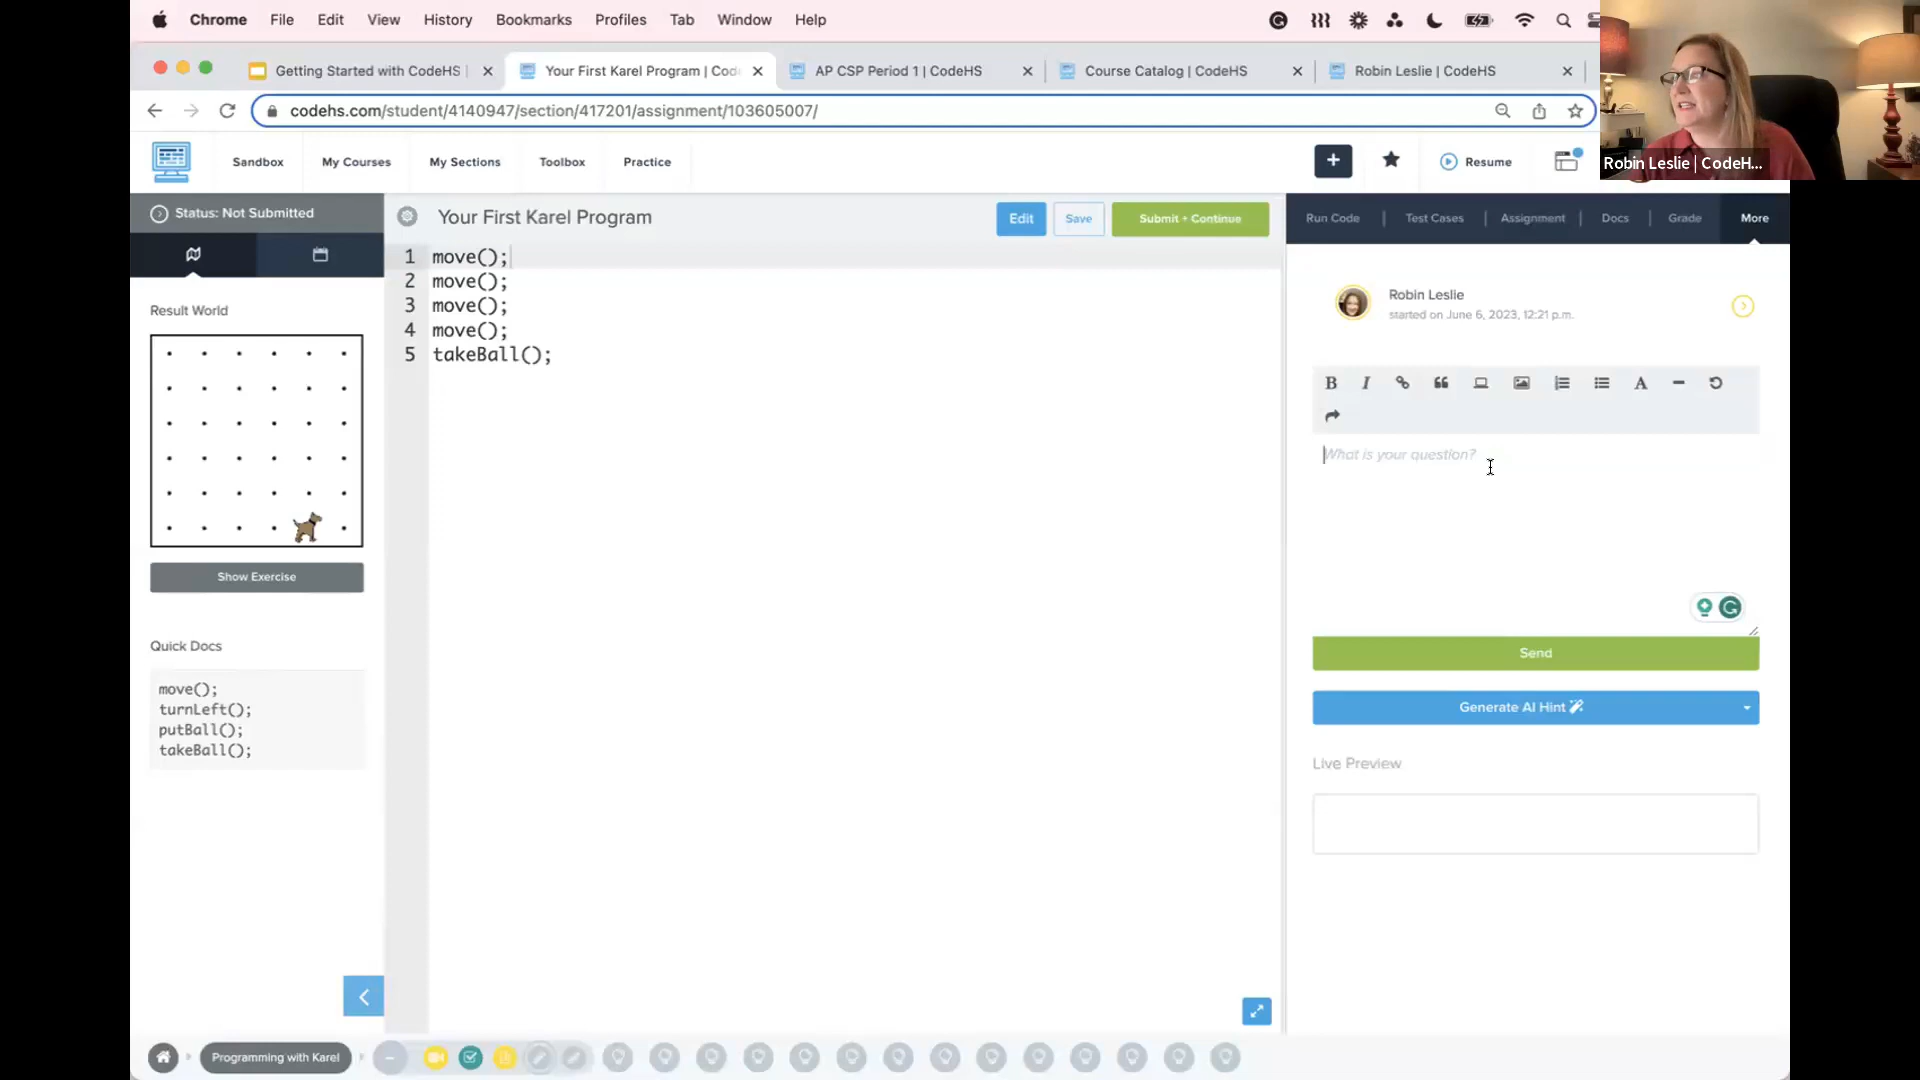 Chrome File Edit View History Bookmarks Profiles Tab Window Help
Getting Started with CodeHS
Your First Karel Program | Cod
AP CSP Period 1 | CodeHS
Course Catalog | CodeHS
Robin Leslie | CodeHS
codehs.com/student/4140947/section/417201/assignment/103605007/
Robin Leslie | CodeH...
Sandbox My Courses My Sections Toolbox Practice
Resume
Status: Not Submitted
Your First Karel Program
Edit Save Submit + Continue
Run Code Test Cases Assignment Docs Grade More
1 move();
2 move();
3 move();
4 move();
5 takeBall();
Result World
Show Exercise
Quick Docs
move();
turnLeft();
putBall();
takeBall();
Robin Leslie
started on June 6, 2023, 12:21 p.m.
What is your question?
Send
Generate AI Hint
Live Preview
Programming with Karel